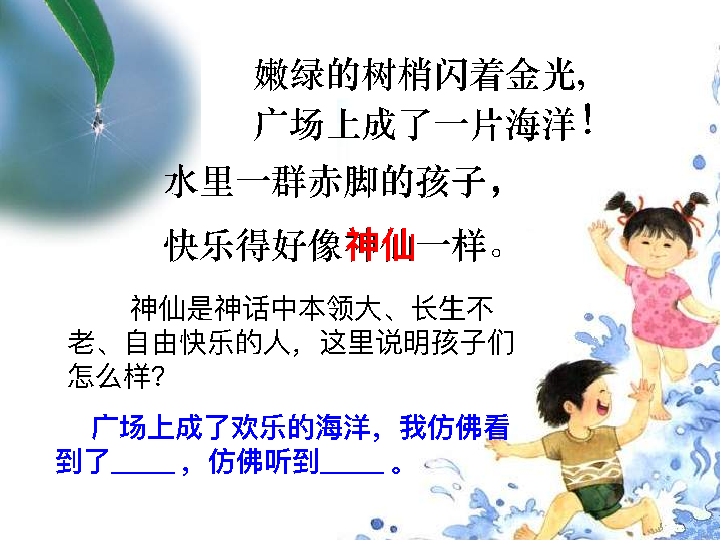 嫩绿的树梢闪着金光,
广场上成了一片海洋！
水里一群赤脚的孩子，
快乐得好像神仙一样。
神仙是神话中本领大、长生不
老、自由快乐的人，这里说明孩子们
怎么样？
广场上成了欢乐的海洋，我仿佛看
到了_____ ，仿佛听到_____ 。